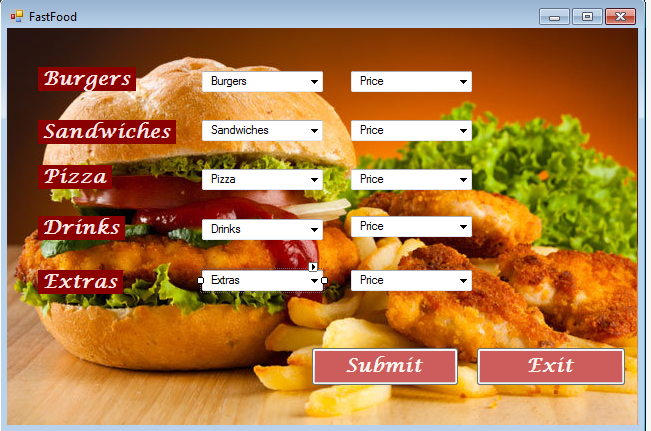 FastFood
Burgers Burgers Price
Sandwiches Sandwiches Price
Pizza Pizza Price
Drinks Drinks Price
Extras Extras Price
Submit Exit